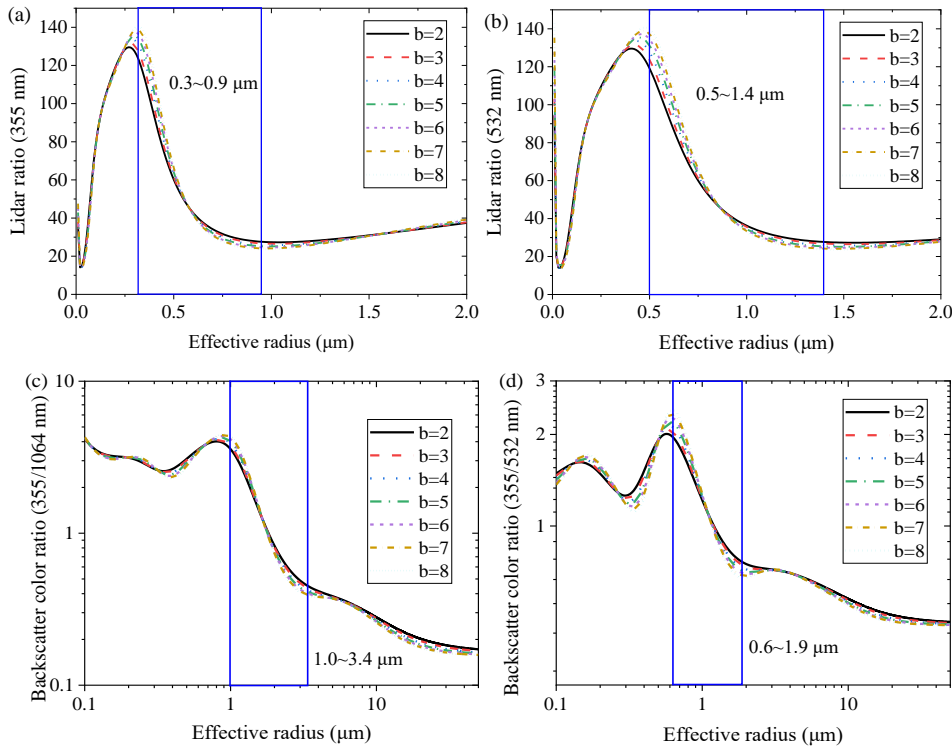 (a)
140
120
100
80
60
40
20
0
Lidar ratio (355 nm)
0.3~0.9 μm
b=2
b=3
b=4
b=5
b=6
b=7
b=8
0.0
0.5
1.0
1.5
2.0
Effective radius (μm)
(b)
140
120
100
80
60
40
20
0
Lidar ratio (532 nm)
0.5~1.4 μm
b=2
b=3
b=4
b=5
b=6
b=7
b=8
0.0
0.5
1.0
1.5
2.0
Effective radius (μm)
(c)
10
1
0.1
Backscatter color ratio (355/1064 nm)
b=2
b=3
b=4
b=5
b=6
b=7
b=8
1.0~3.4 μm
0.1
1
10
Effective radius (μm)
(d)
3
2
1
Backscatter color ratio (355/532 nm)
b=2
b=3
b=4
b=5
b=6
b=7
b=8
0.6~1.9 μm
0.1
1
10
Effective radius (μm)